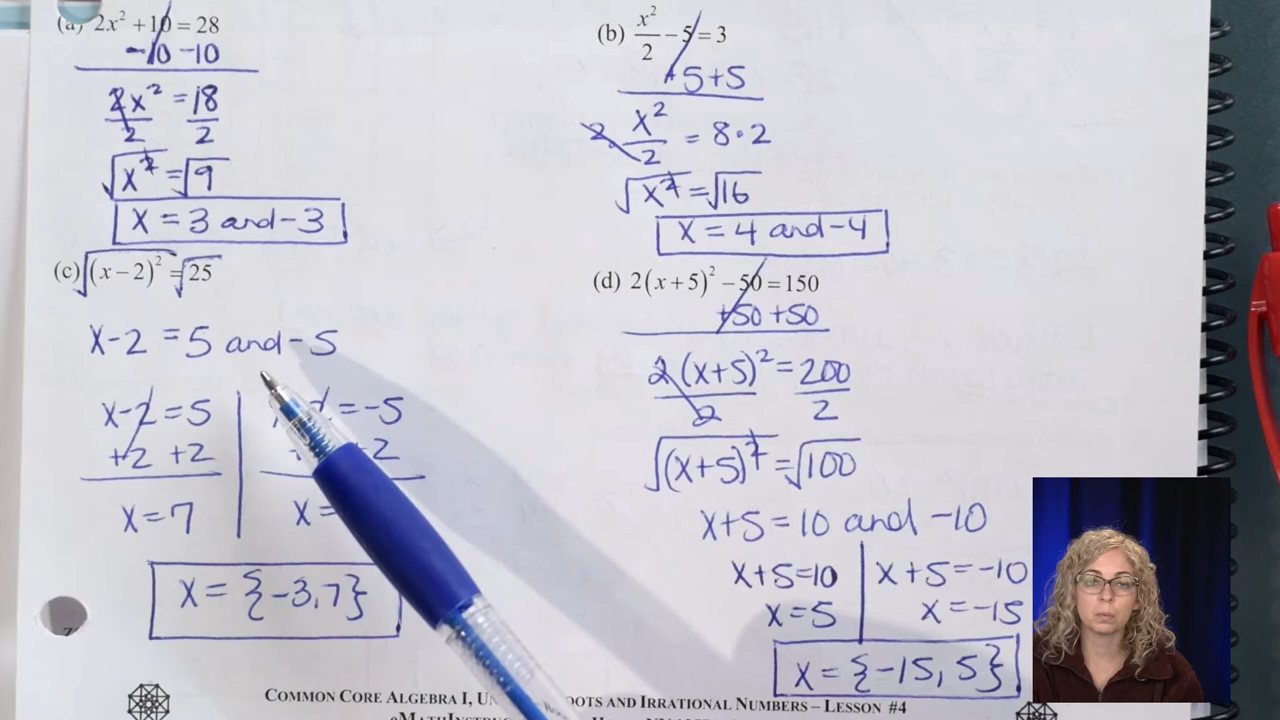 (a) 2x² + 10 = 28
-10 -10
2x² = 18
2 2
√x² = √9
x = 3 and -3
(b) x²/2 - 5 = 3
+5 +5
2· x²/2 = 8·2
√x² = √16
x = 4 and -4
(c) √(x-2)² = √25
x-2 = 5 and -5
x-2 = 5
+2 +2
x = 7
= -5
x =
x = {-3, 7}
(d) 2(x+5)² - 50 = 150
+50 +50
2(x+5)² = 200
2 2
√(x+5)² = √100
x+5 = 10 and -10
x+5=10
x=5
x+5=-10
x=-15
x = {-15, 5}
COMMON CORE ALGEBRA I, OOTS AND IRRATIONAL NUMBERS – LESSON #4